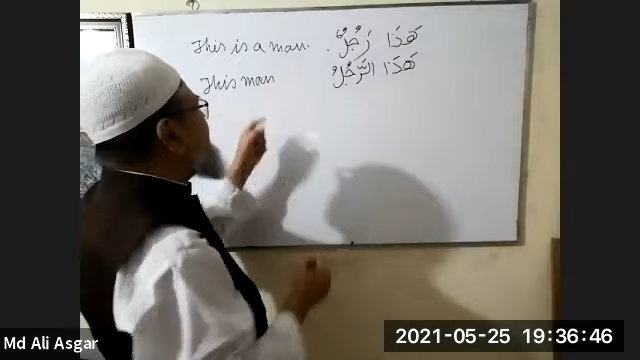 This is a man. هَذَا رَجُلٌ.
This man هَذَا الرَّجُلُ
Md Ali Asgar
2021-05-25 19:36:46